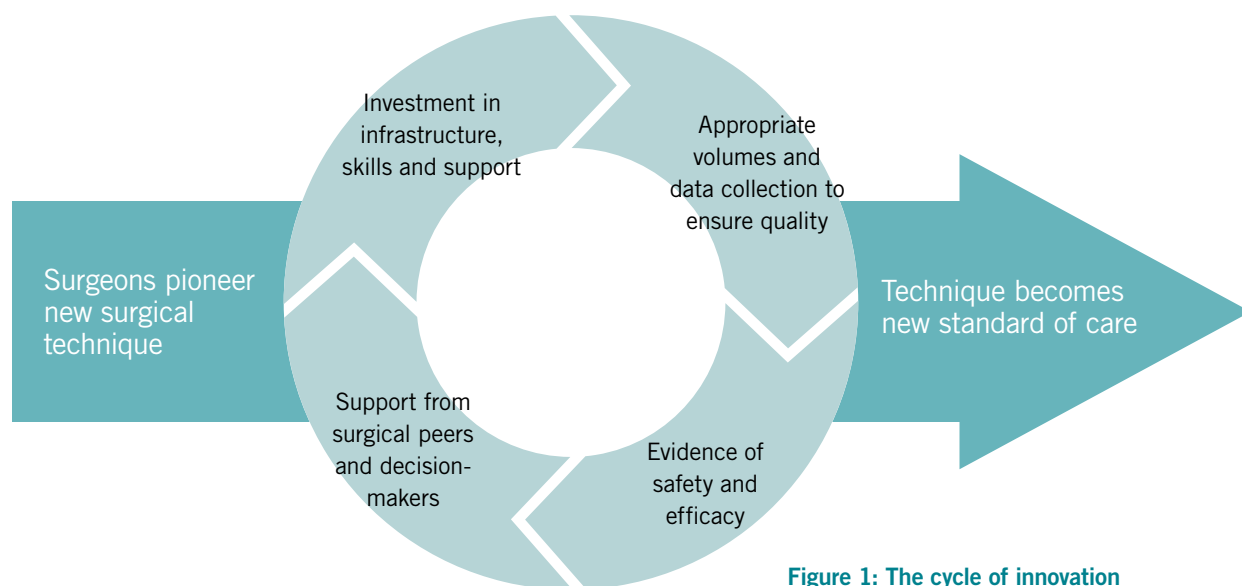 Investment in
infrastructure,
skills and support
Appropriate
volumes and
data collection to
ensure quality
Surgeons pioneer
new surgical
technique
Technique becomes
new standard of care
Support from
surgical peers
and decision-
makers
Evidence of
safety and
efficacy
Figure 1: The cycle of innovation